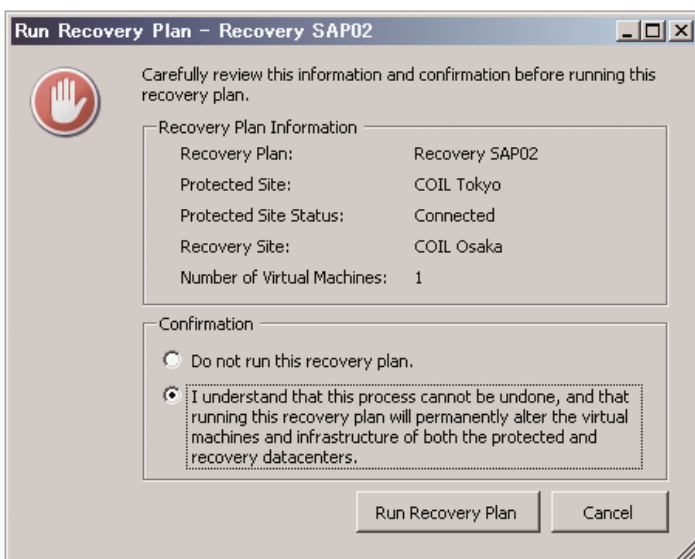 Run Recovery Plan - Recovery SAP02
Carefully review this information and confirmation before running this
recovery plan.
Recovery Plan Information
Recovery Plan: Recovery SAP02
Protected Site: COIL Tokyo
Protected Site Status: Connected
Recovery Site: COIL Osaka
Number of Virtual Machines: 1
Confirmation
Do not run this recovery plan.
I understand that this process cannot be undone, and that
running this recovery plan will permanently alter the virtual
machines and infrastructure of both the protected and
recovery datacenters.
Run Recovery Plan Cancel